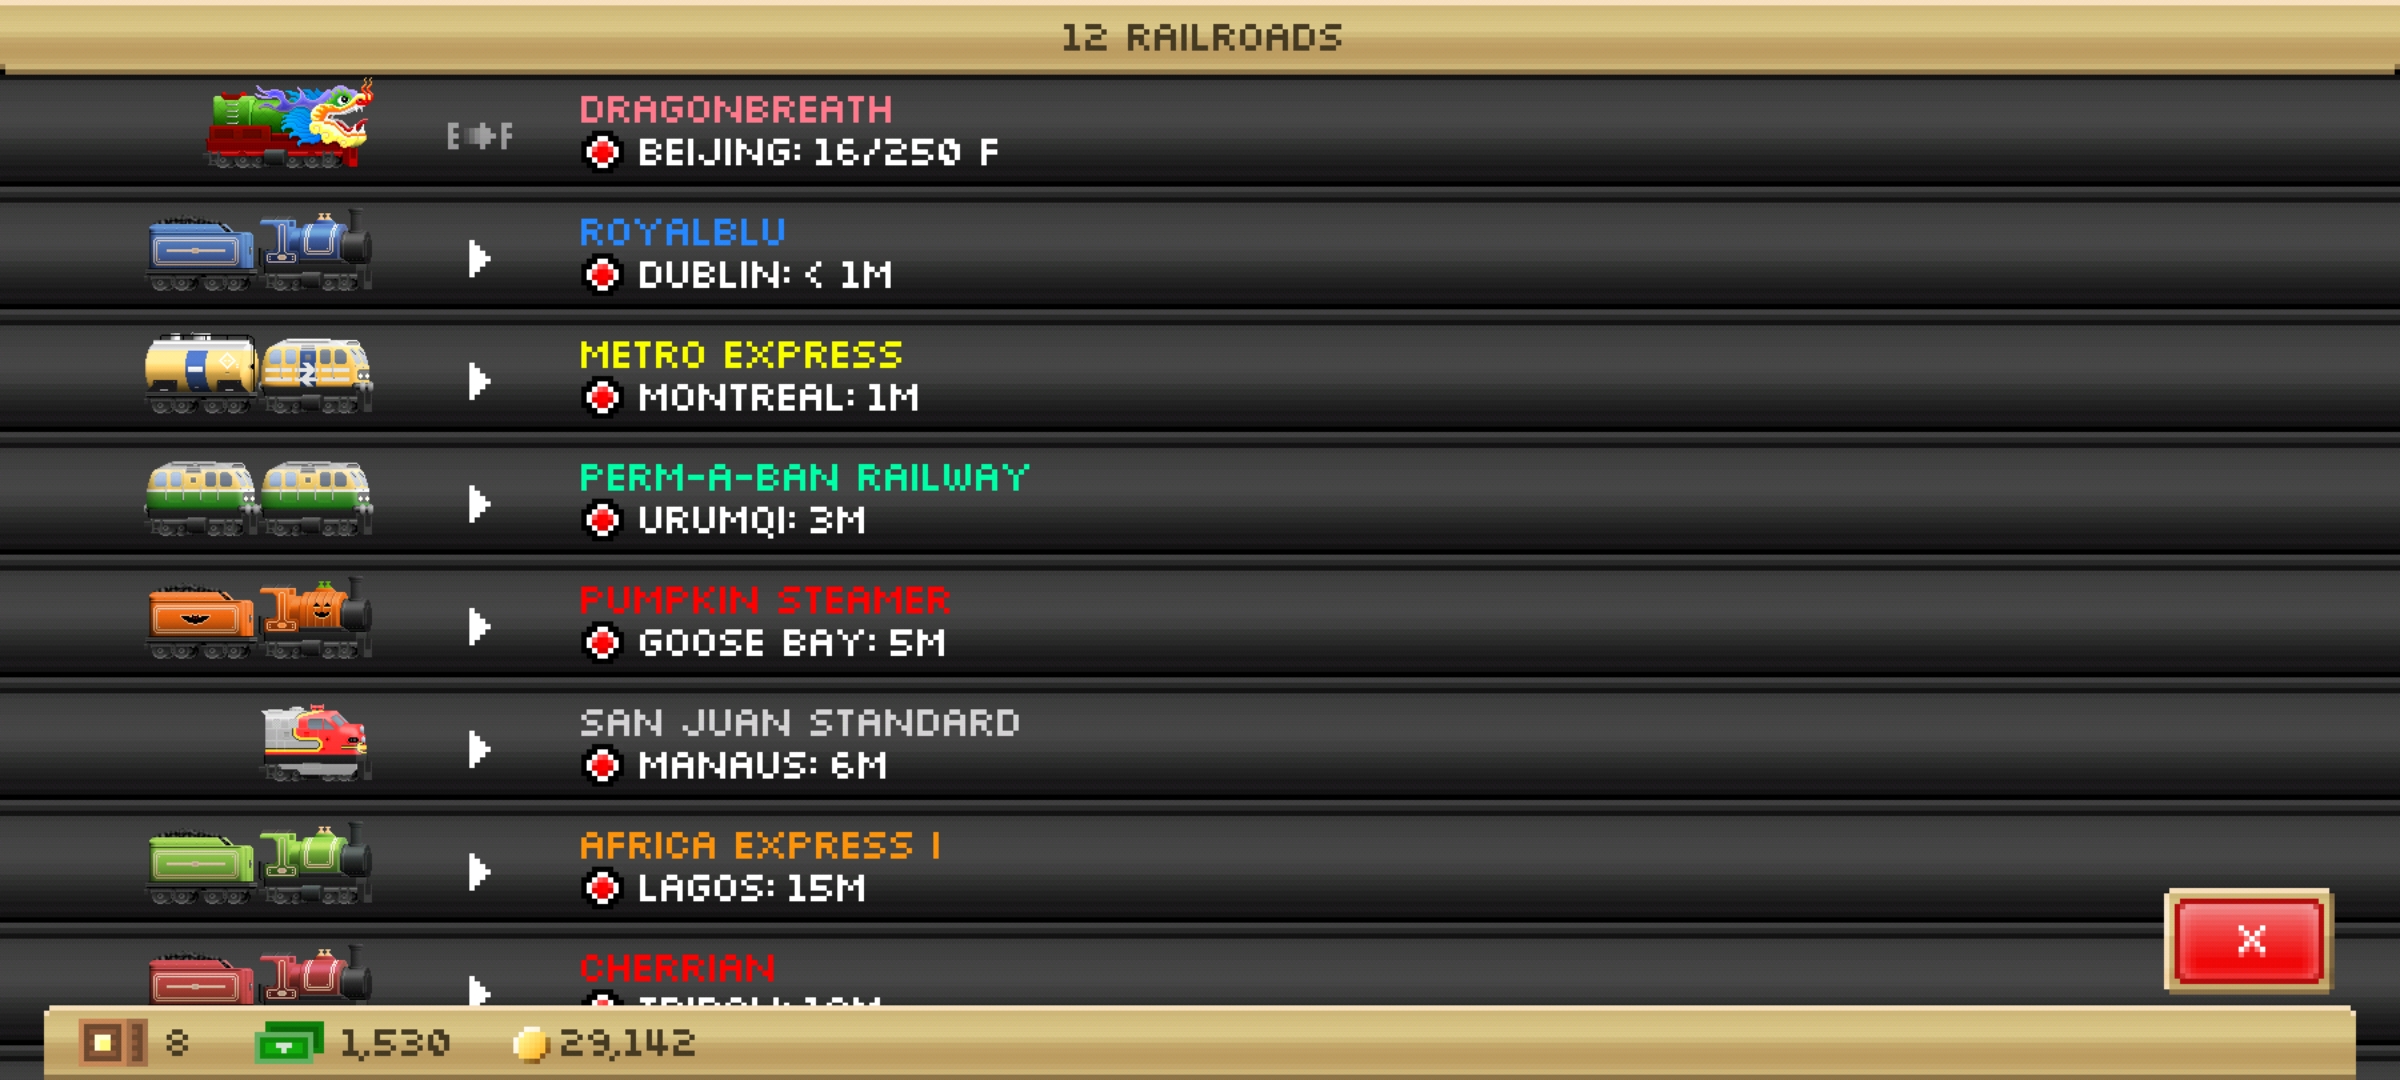 12 RAILROADS
DRAGONBREATH
E F
BEIJING: 16/250 F
ROYALBLU
DUBLIN: < 1M
METRO EXPRESS
MONTREAL: 1M
PERM-A-BAN RAILWAY
URUMQI: 3M
PUMPKIN STEAMER
GOOSE BAY: 5M
SAN JUAN STANDARD
MANAUS: 6M
AFRICA EXPRESS I
LAGOS: 15M
CHERRIAN
X
8 1,530 29,142